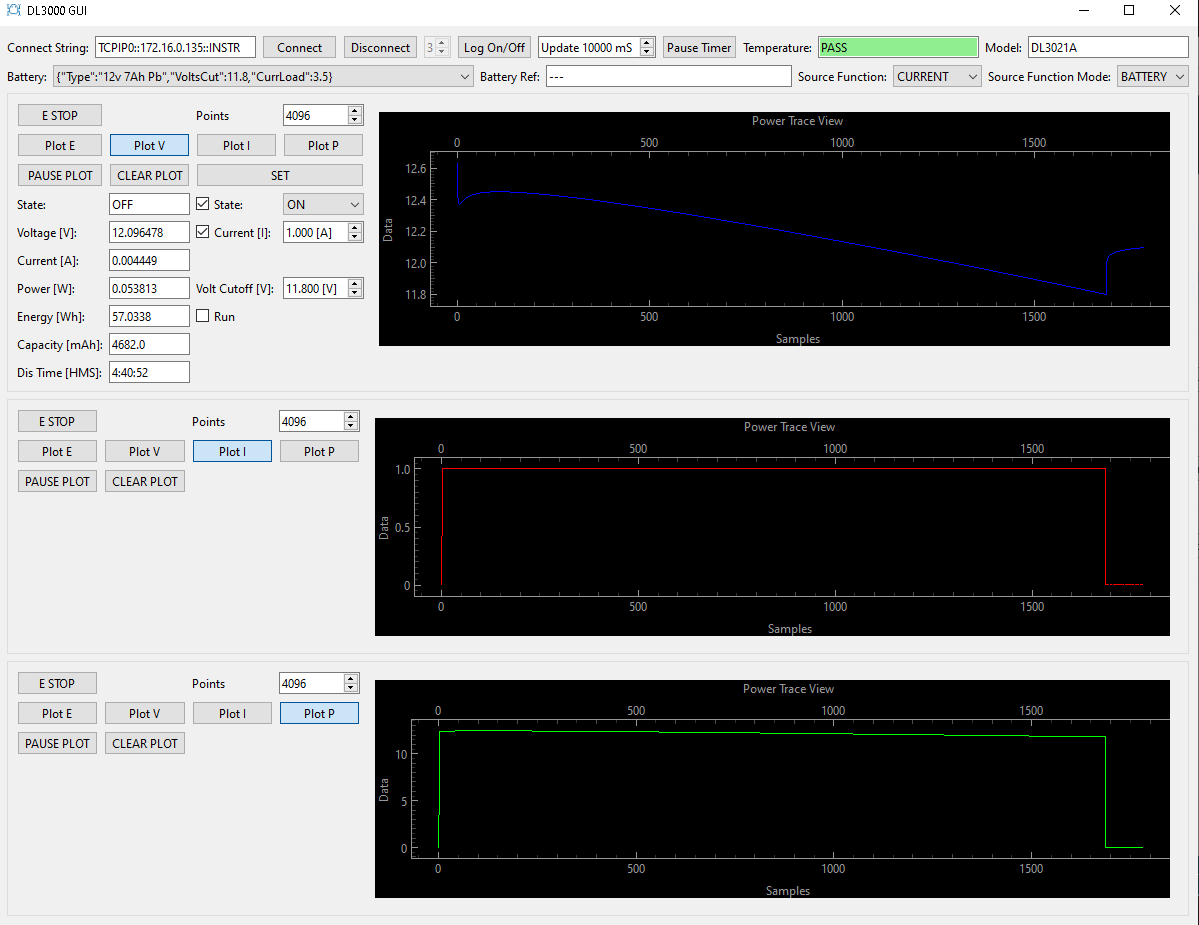 DL3000 GUI
Connect String: TCPIP0::172.16.0.135::INSTR Connect Disconnect 3 Log On/Off Update 10000 mS Pause Timer Temperature: PASS Model: DL3021A
Battery: {"Type":"12v 7Ah Pb","VoltsCut":11.8,"CurrLoad":3.5} Battery Ref: --- Source Function: CURRENT Source Function Mode: BATTERY
E STOP Points 4096
Plot E Plot V Plot I Plot P
PAUSE PLOT CLEAR PLOT SET
State: OFF State: ON
Voltage [V]: 12.096478 Current [I]: 1.000 [A]
Current [A]: 0.004449
Power [W]: 0.053813 Volt Cutoff [V]: 11.800 [V]
Energy [Wh]: 57.0338 Run
Capacity [mAh]: 4682.0
Dis Time [HMS]: 4:40:52
Power Trace View
0 500 1000 1500
12.6
12.4
12.2
12.0
11.8
Data
0 500 1000 1500
Samples
E STOP Points 4096
Plot E Plot V Plot I Plot P
PAUSE PLOT CLEAR PLOT
Power Trace View
0 500 1000 1500
1.0
0.5
0
Data
0 500 1000 1500
Samples
E STOP Points 4096
Plot E Plot V Plot I Plot P
PAUSE PLOT CLEAR PLOT
Power Trace View
0 500 1000 1500
10
5
0
Data
0 500 1000 1500
Samples